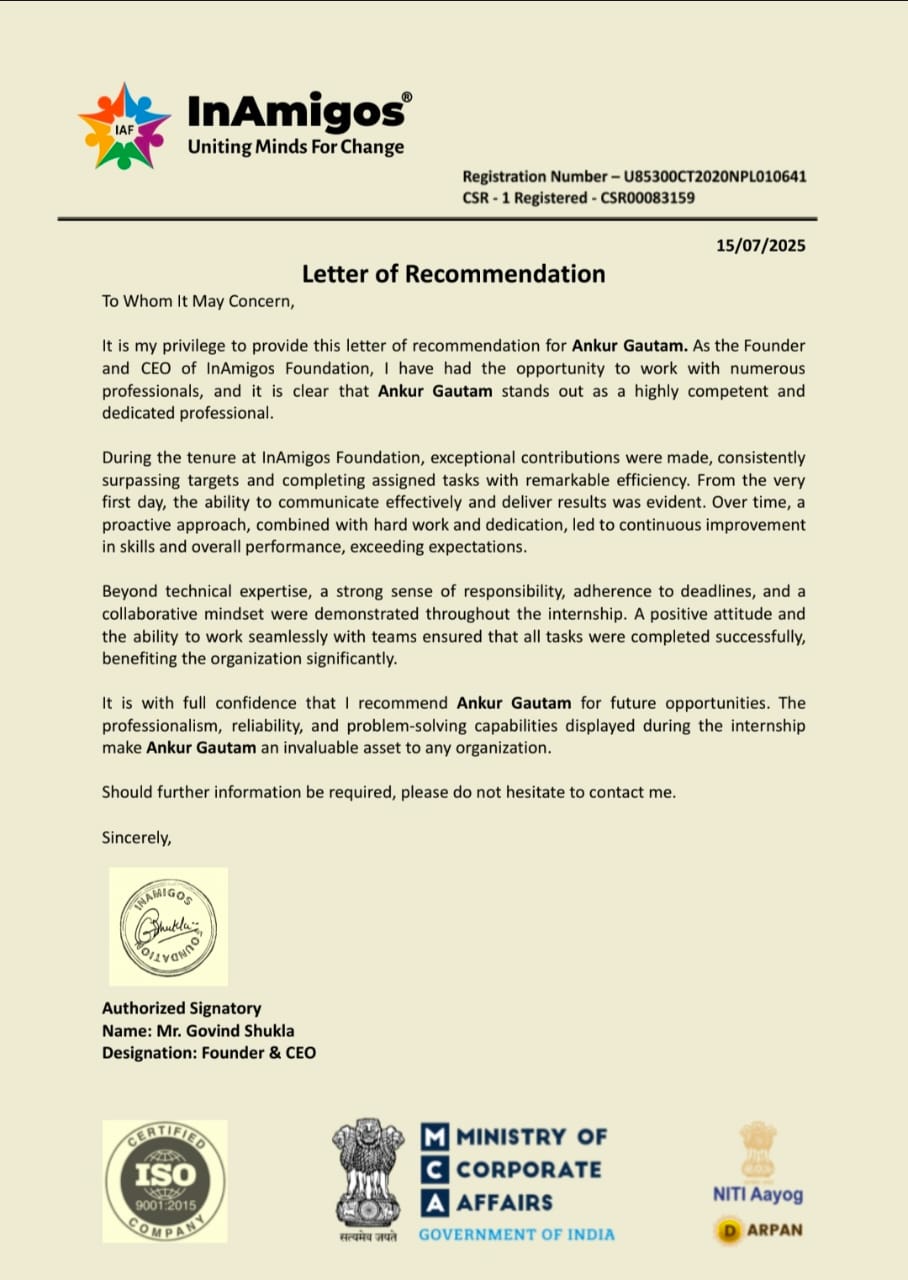 IAF
InAmigos®
Uniting Minds For Change
Registration Number – U85300CT2020NPL010641
CSR - 1 Registered - CSR00083159
15/07/2025
Letter of Recommendation
To Whom It May Concern,
It is my privilege to provide this letter of recommendation for Ankur Gautam. As the Founder
and CEO of InAmigos Foundation, I have had the opportunity to work with numerous
professionals, and it is clear that Ankur Gautam stands out as a highly competent and
dedicated professional.
During the tenure at InAmigos Foundation, exceptional contributions were made, consistently
surpassing targets and completing assigned tasks with remarkable efficiency. From the very
first day, the ability to communicate effectively and deliver results was evident. Over time, a
proactive approach, combined with hard work and dedication, led to continuous improvement
in skills and overall performance, exceeding expectations.
Beyond technical expertise, a strong sense of responsibility, adherence to deadlines, and a
collaborative mindset were demonstrated throughout the internship. A positive attitude and
the ability to work seamlessly with teams ensured that all tasks were completed successfully,
benefiting the organization significantly.
It is with full confidence that I recommend Ankur Gautam for future opportunities. The
professionalism, reliability, and problem-solving capabilities displayed during the internship
make Ankur Gautam an invaluable asset to any organization.
Should further information be required, please do not hesitate to contact me.
Sincerely,
INAMIGOS
GShukla
FOUNDATION
Authorized Signatory
Name: Mr. Govind Shukla
Designation: Founder & CEO
CERTIFIED
ISO
9001:2015
COMPANY
सत्यमेव जयते
M MINISTRY OF
C CORPORATE
A AFFAIRS
GOVERNMENT OF INDIA
NITI Aayog
D ARPAN